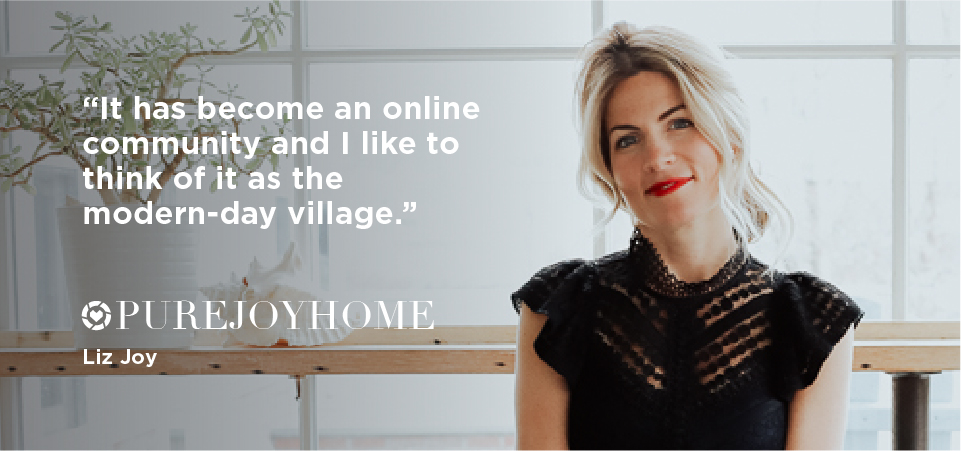 “It has become an online
community and I like to
think of it as the
modern-day village.”
PUREJOYHOME
Liz Joy